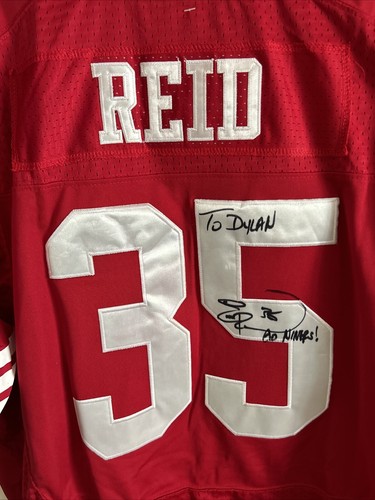 REID
35
TO DYLAN
35
GO NINERS!